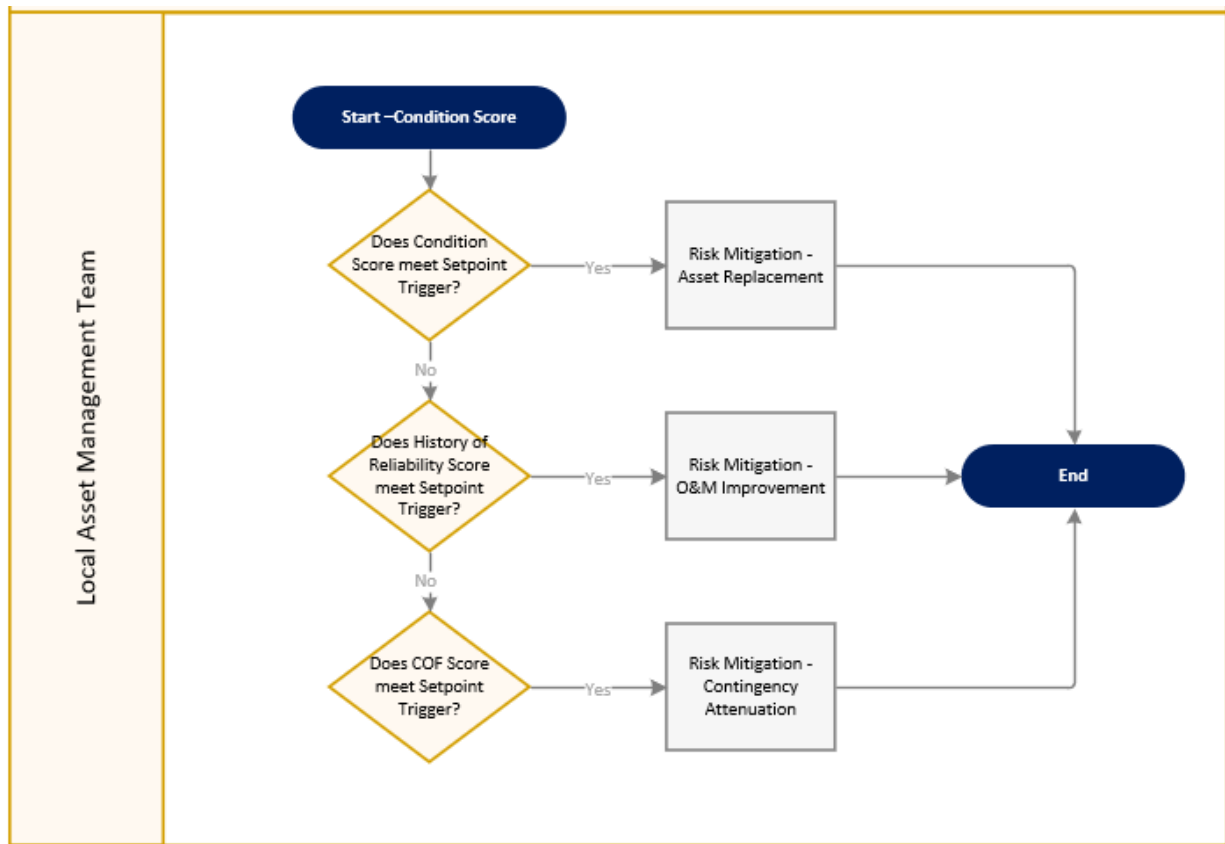 Local Asset Management Team
Start –Condition Score
Does Condition
Score meet Setpoint
Trigger?
Yes
Risk Mitigation -
Asset Replacement
No
Does History of
Reliability Score
meet Setpoint
Trigger?
Yes
Risk Mitigation -
O&M Improvement
End
No
Does COF Score
meet Setpoint
Trigger?
Yes
Risk Mitigation -
Contingency
Attenuation